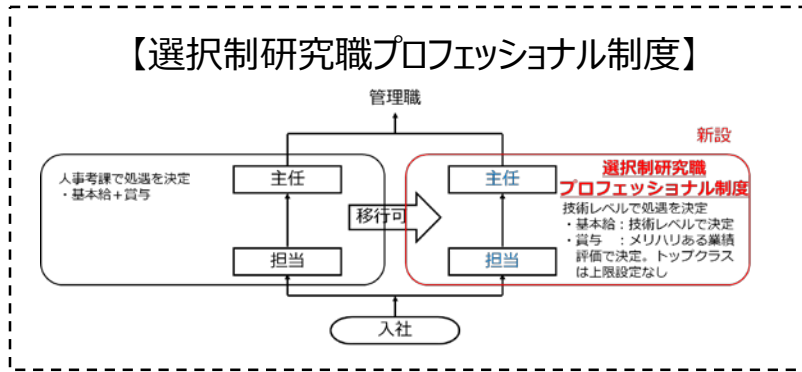 【選択制研究職プロフェッショナル制度】
管理職
新設
人事考課で処遇を決定
・基本給+賞与
主任
担当
移行可
主任
担当
選択制研究職
プロフェッショナル制度
技術レベルで処遇を決定
・基本給:技術レベルで決定
・賞与 :メリハリある業績
評価で決定。トップクラス
は上限設定なし
入社